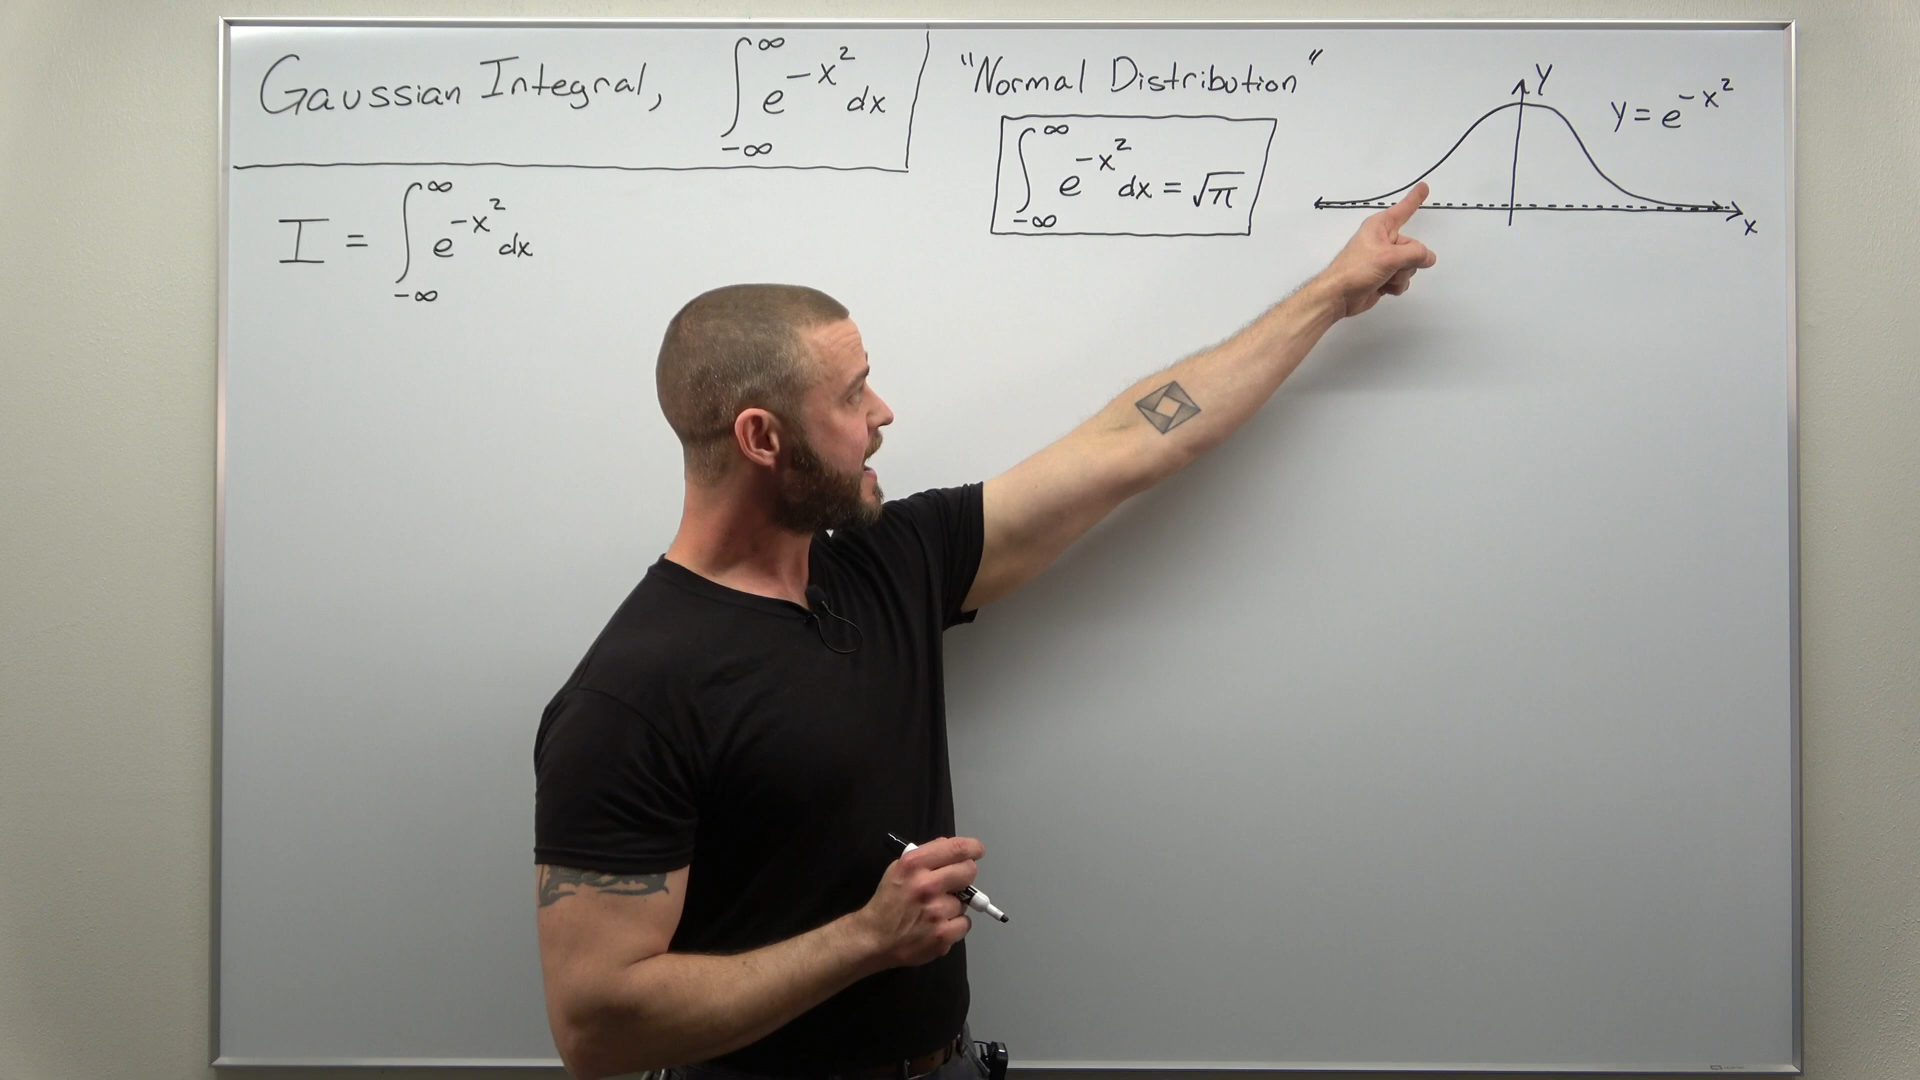 Gaussian Integral, ∫_{-∞}^{∞} e^{-x²} dx
I = ∫_{-∞}^{∞} e^{-x²} dx
"Normal Distribution"
∫_{-∞}^{∞} e^{-x²} dx = √π
y
y = e^{-x²}
x